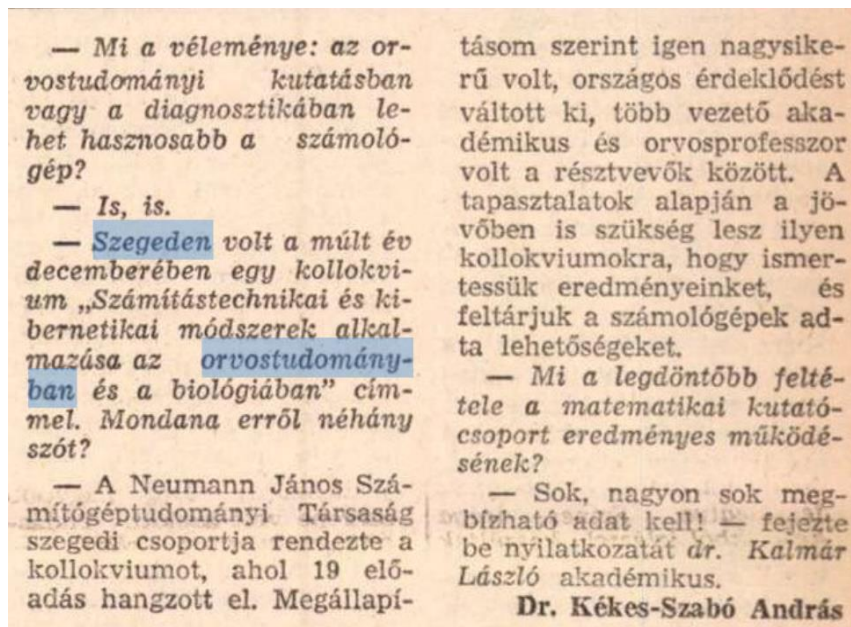 — Mi a véleménye: az or-
vostudományi kutatásban
vagy a diagnosztikában le-
het hasznosabb a számoló-
gép?
— Is, is.
— Szegeden volt a múlt év
decemberében egy kollokvi-
um „Számítástechnikai és ki-
bernetikai módszerek alkal-
mazása az orvostudomány-
ban és a biológiában” cím-
mel. Mondana erről néhány
szót?
— A Neumann János Szá-
mítógéptudományi Társaság
szegedi csoportja rendezte a
kollokviumot, ahol 19 elő-
adás hangzott el. Megállapí-
tásom szerint igen nagysike-
rű volt, országos érdeklődést
váltott ki, több vezető aka-
démikus és orvosprofesszor
volt a résztvevők között. A
tapasztalatok alapján a jö-
vőben is szükség lesz ilyen
kollokviumokra, hogy ismer-
tessük eredményeinket, és
feltárjuk a számológépek ad-
ta lehetőségeket.
— Mi a legdöntőbb felté-
tele a matematikai kutató-
csoport eredményes működé-
sének?
— Sok, nagyon sok meg-
bízható adat kell! — fejezte
be nyilatkozatát dr. Kalmár
László akadémikus.
Dr. Kékes-Szabó András